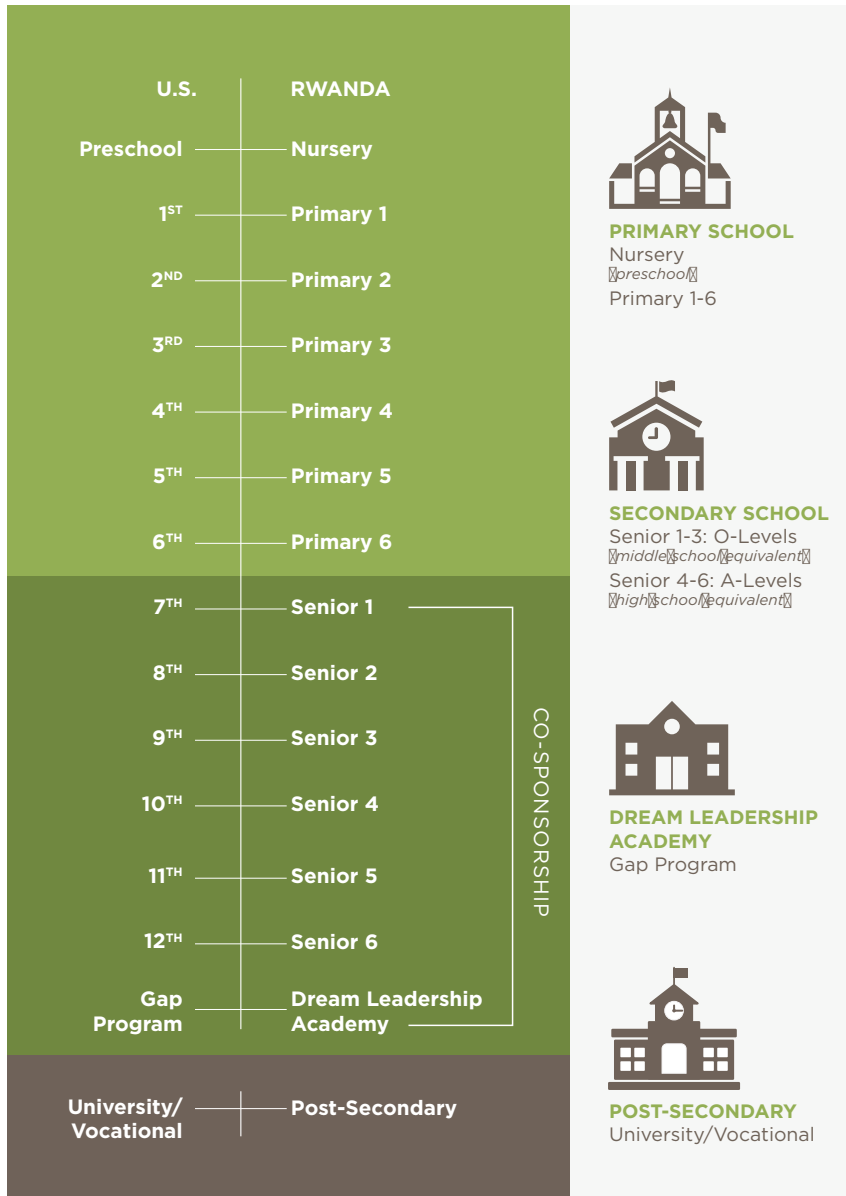 U.S. RWANDA
Preschool Nursery
1ST Primary 1
2ND Primary 2
3RD Primary 3
4TH Primary 4
5TH Primary 5
6TH Primary 6
7TH Senior 1
8TH Senior 2
9TH Senior 3
10TH Senior 4
11TH Senior 5
12TH Senior 6
Gap Program
Dream Leadership
Academy
CO-SPONSORSHIP
University/
Vocational
Post-Secondary
PRIMARY SCHOOL
Nursery
preschool
Primary 1-6
SECONDARY SCHOOL
Senior 1-3: O-Levels
middle school equivalent
Senior 4-6: A-Levels
high school equivalent
DREAM LEADERSHIP
ACADEMY
Gap Program
POST-SECONDARY
University/Vocational